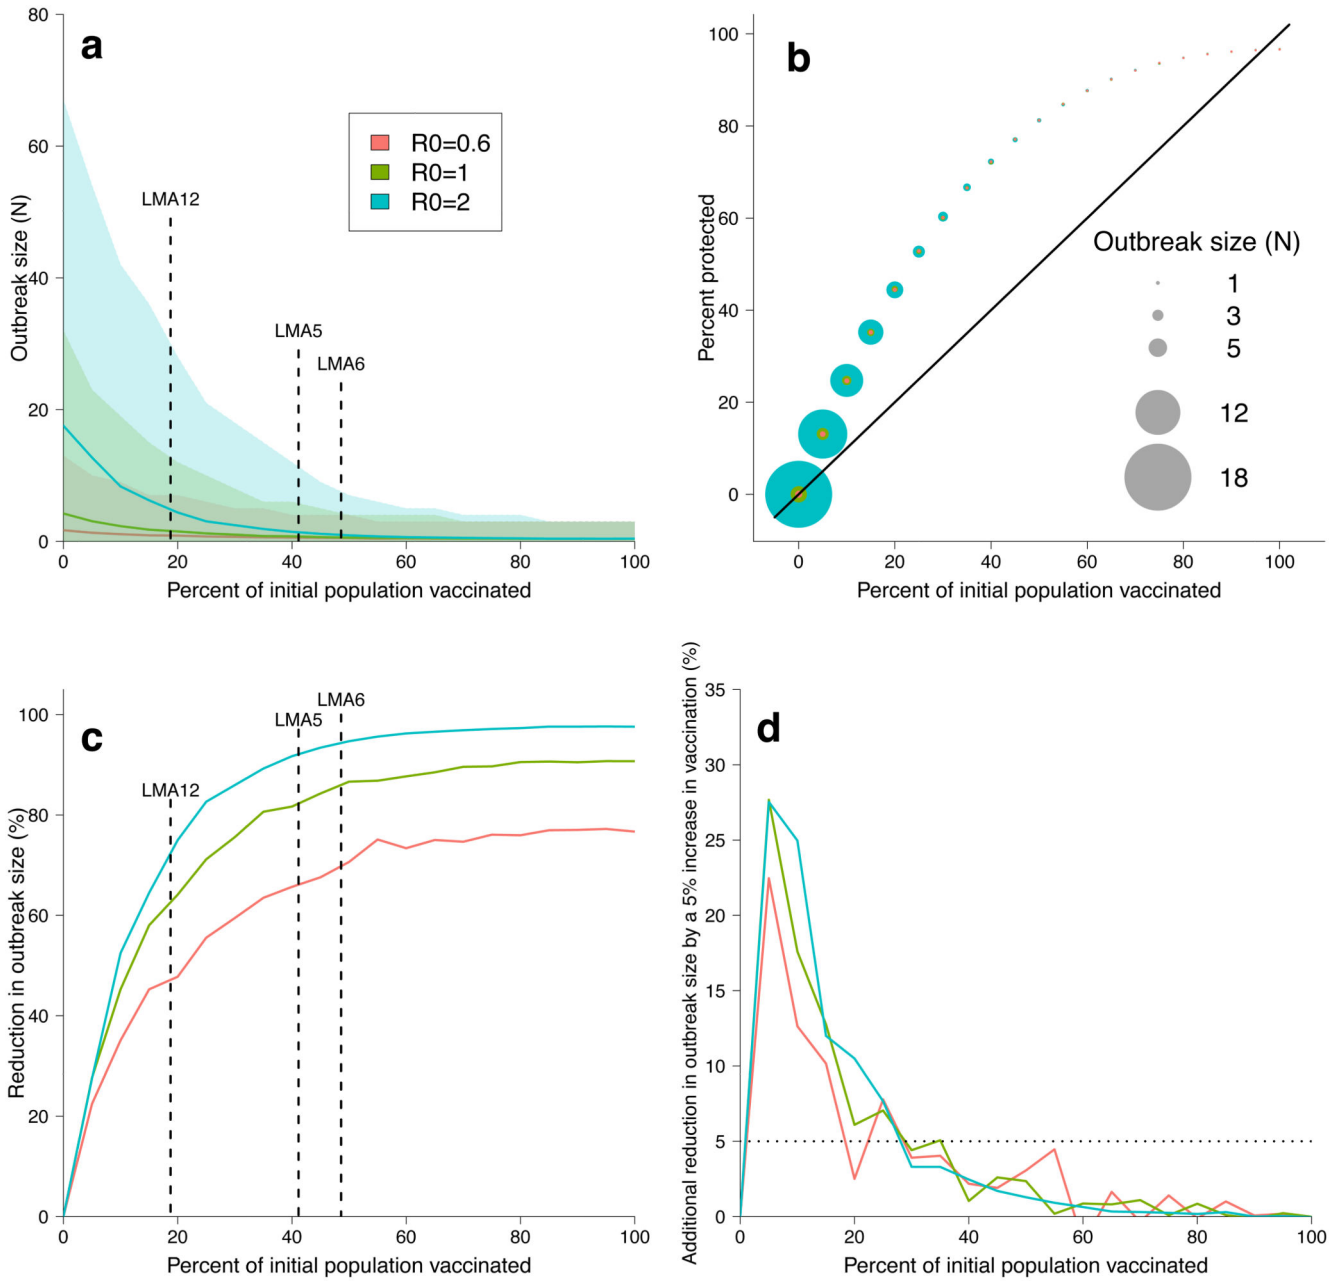 a
80
60
40
20
0
Outbreak size (N)
LMA12
LMA5
LMA6
R0=0.6
R0=1
R0=2
0 20 40 60 80 100
Percent of initial population vaccinated
b
100
80
60
40
20
0
Percent protected
Outbreak size (N)
1
3
5
12
18
0 20 40 60 80 100
Percent of initial population vaccinated
c
100
80
60
40
20
0
Reduction in outbreak size (%)
LMA12
LMA5
LMA6
0 20 40 60 80 100
Percent of initial population vaccinated
d
35
30
25
20
15
10
5
0
Additional reduction in outbreak size by a 5% increase in vaccination (%)
0 20 40 60 80 100
Percent of initial population vaccinated